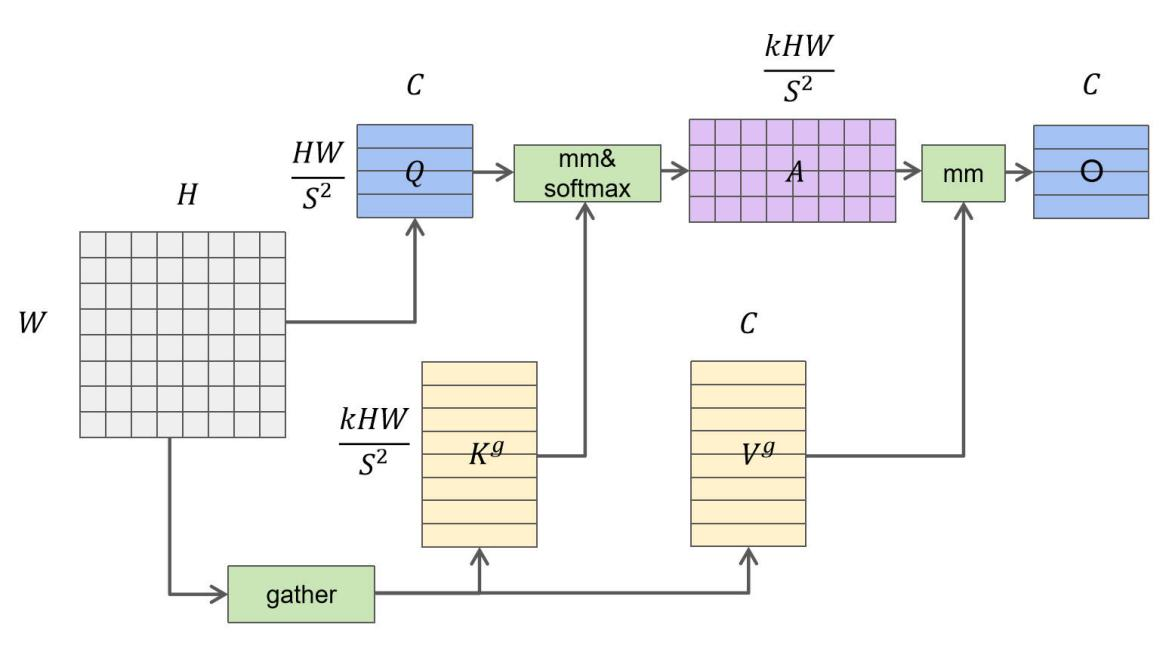 kHW
S²
C
C
HW
S²
Q
mm&
softmax
A
mm
O
H
W
C
kHW
S²
Kᵍ
Vᵍ
gather